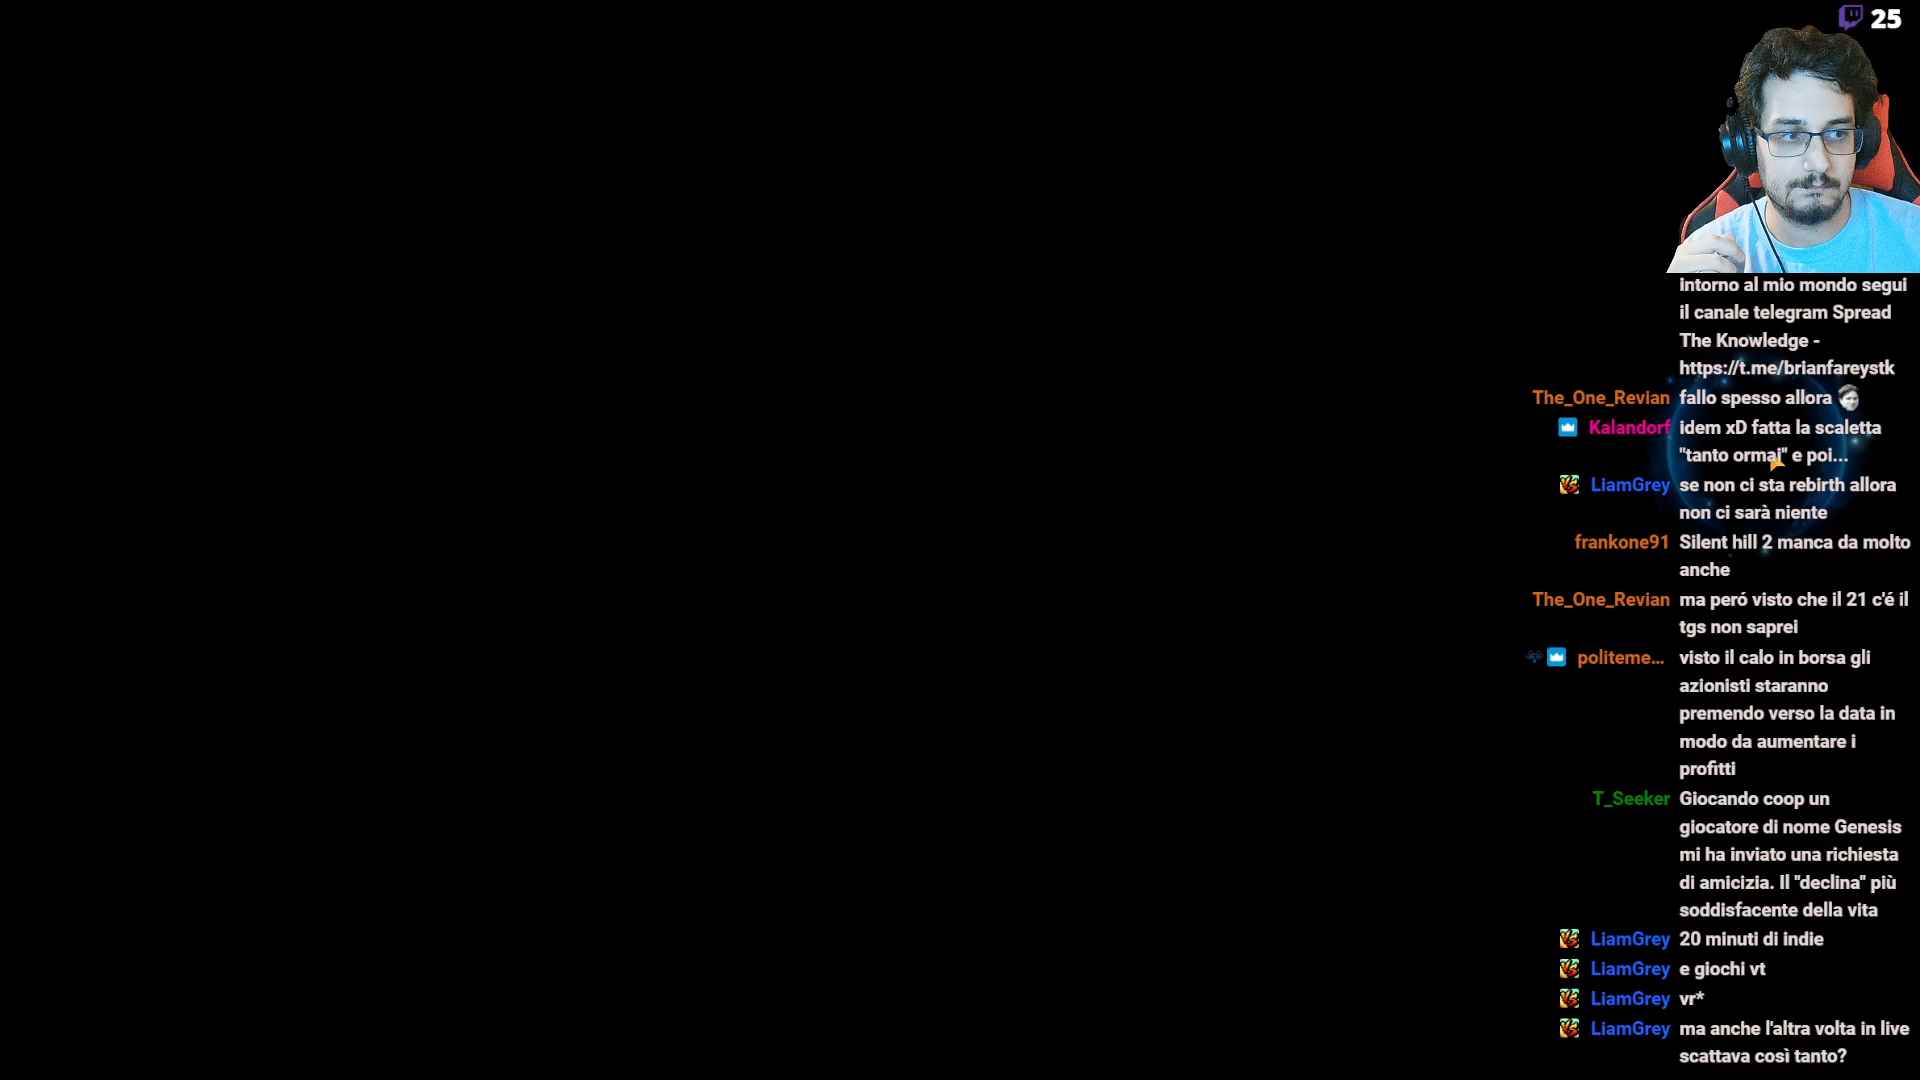 25
intorno al mio mondo segui
il canale telegram Spread
The Knowledge -
https://t.me/brianfareystk
The_One_Revian fallo spesso allora
Kalandorf idem xD fatta la scaletta
"tanto ormai" e poi...
LiamGrey se non ci sta rebirth allora
non ci sarà niente
frankone91 Silent hill 2 manca da molto
anche
The_One_Revian ma peró visto che il 21 c'é il
tgs non saprei
politeme... visto il calo in borsa gli
azionisti staranno
premendo verso la data in
modo da aumentare i
profitti
T_Seeker Giocando coop un
giocatore di nome Genesis
mi ha inviato una richiesta
di amicizia. Il "declina" più
soddisfacente della vita
LiamGrey 20 minuti di indie
LiamGrey e giochi vt
LiamGrey vr*
LiamGrey ma anche l'altra volta in live
scattava così tanto?